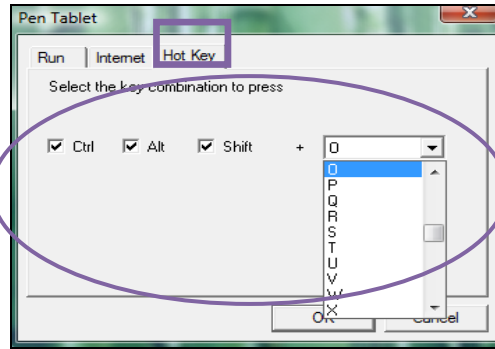 Pen Tablet
Run Internet Hot Key
Select the key combination to press
Ctrl Alt Shift + O
O
P
Q
R
S
T
U
V
W
X
OK Cancel